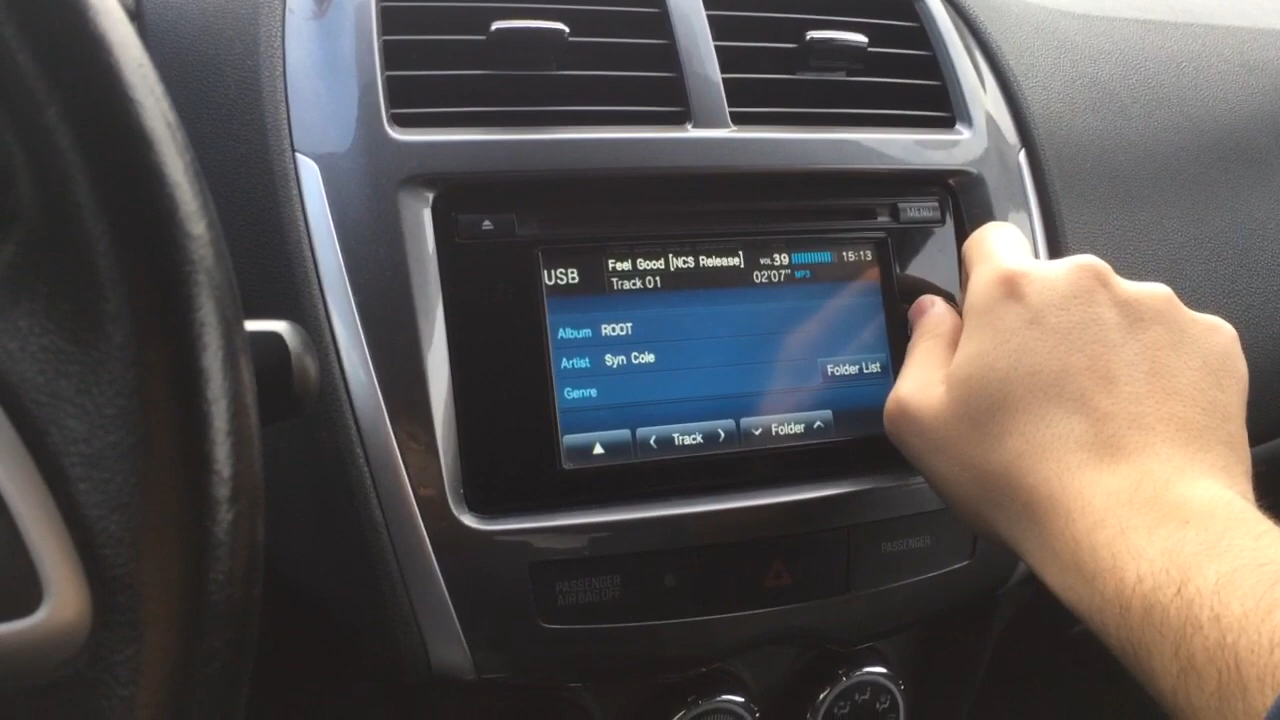 MENU
USB
Feel Good [NCS Release]
VOL 39
15:13
Track 01
02'07" MP3
Album ROOT
Artist Syn Cole
Folder List
Genre
Track
Folder
PASSENGER
AIR BAG OFF
PASSENGER